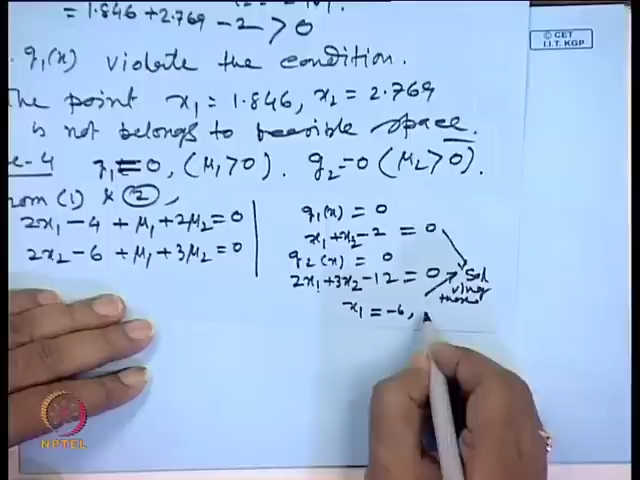 = 1.846 + 2.769 - 2 > 0
g₁(x) violate the condition.
The point x₁ = 1.846, x₂ = 2.769
is not belongs to feasible space.
e-4 g₁ = 0, (μ₁ > 0). g₂ = 0 (μ₂ > 0).
rom (1) & (2),
2x₁ - 4 + μ₁ + 2μ₂ = 0
2x₂ - 6 + μ₁ + 3μ₂ = 0
g₁(x) = 0
x₁ + x₂ - 2 = 0
g₂(x) = 0
2x₁ + 3x₂ - 12 = 0
Sol
ving
these
x₁ = -6,
© CET
I.I.T. KGP
NPTEL